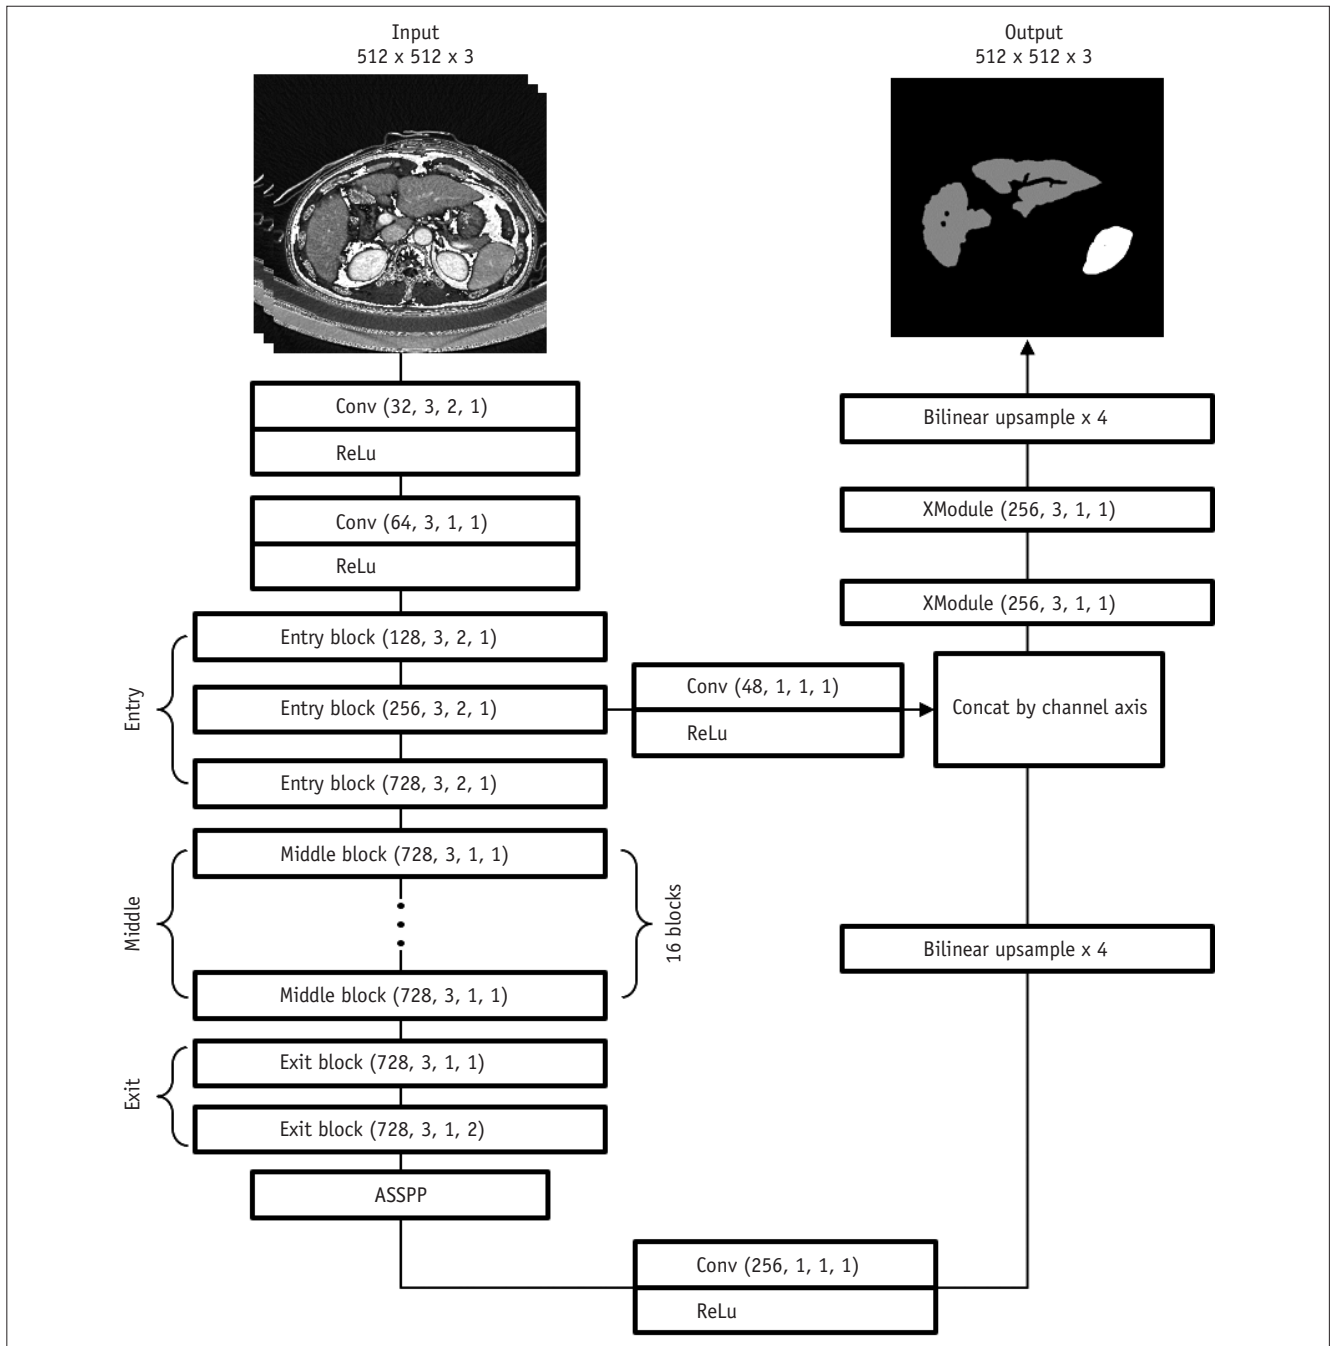 Input
512 x 512 x 3
Conv (32, 3, 2, 1)
ReLu
Conv (64, 3, 1, 1)
ReLu
Entry
Entry block (128, 3, 2, 1)
Entry block (256, 3, 2, 1)
Entry block (728, 3, 2, 1)
Middle
Middle block (728, 3, 1, 1)
Middle block (728, 3, 1, 1)
16 blocks
Exit
Exit block (728, 3, 1, 1)
Exit block (728, 3, 1, 2)
ASSPP
Conv (256, 1, 1, 1)
ReLu
Conv (48, 1, 1, 1)
ReLu
Output
512 x 512 x 3
Bilinear upsample x 4
XModule (256, 3, 1, 1)
XModule (256, 3, 1, 1)
Concat by channel axis
Bilinear upsample x 4